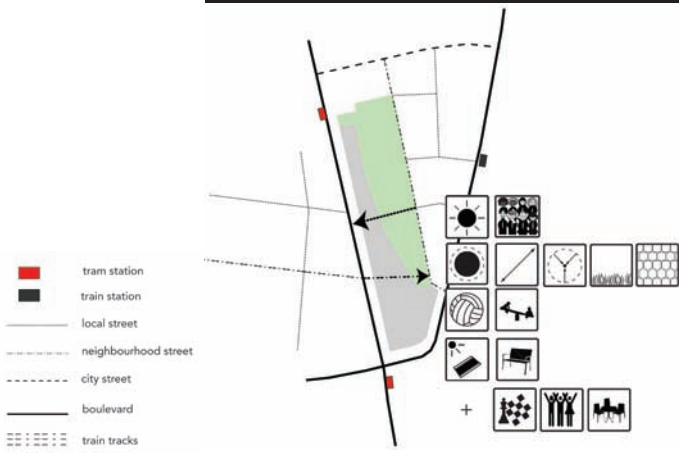 tram station
train station
local street
neighbourhood street
city street
boulevard
train tracks
+